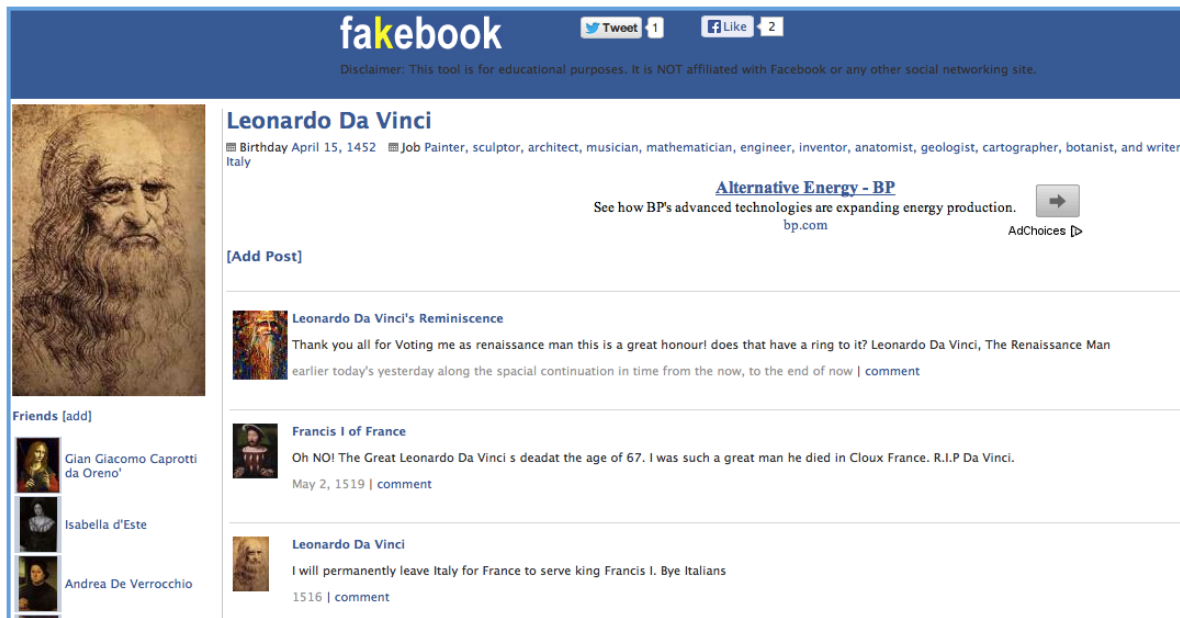 fakebook
Tweet 1
Like 2
Disclaimer: This tool is for educational purposes. It is NOT affiliated with Facebook or any other social networking site.
Leonardo Da Vinci
Birthday April 15, 1452 Job Painter, sculptor, architect, musician, mathematician, engineer, inventor, anatomist, geologist, cartographer, botanist, and writer
Italy
Alternative Energy - BP
See how BP's advanced technologies are expanding energy production.
bp.com
AdChoices
[Add Post]
Leonardo Da Vinci's Reminiscence
Thank you all for Voting me as renaissance man this is a great honour! does that have a ring to it? Leonardo Da Vinci, The Renaissance Man
earlier today's yesterday along the spacial continuation in time from the now, to the end of now | comment
Friends [add]
Gian Giacomo Caprotti
da Oreno'
Isabella d'Este
Andrea De Verrocchio
Francis I of France
Oh NO! The Great Leonardo Da Vinci s deadat the age of 67. I was such a great man he died in Cloux France. R.I.P Da Vinci.
May 2, 1519 | comment
Leonardo Da Vinci
I will permanently leave Italy for France to serve king Francis I. Bye Italians
1516 | comment